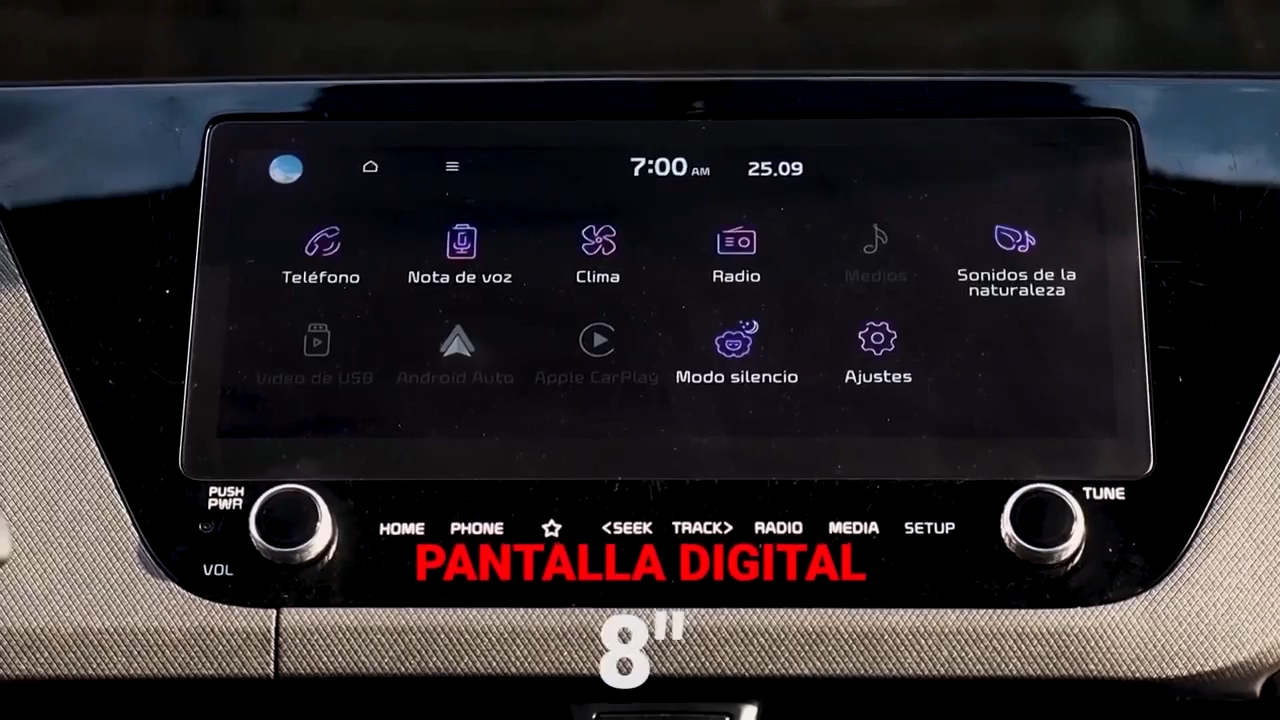 7:00 AM 25.09
Teléfono Nota de voz Clima Radio Medios Sonidos de la
naturaleza
Video de USB Android Auto Apple CarPlay Modo silencio Ajustes
PUSH
PWR
TUNE
HOME PHONE <SEEK TRACK> RADIO MEDIA SETUP
VOL
PANTALLA DIGITAL
8"